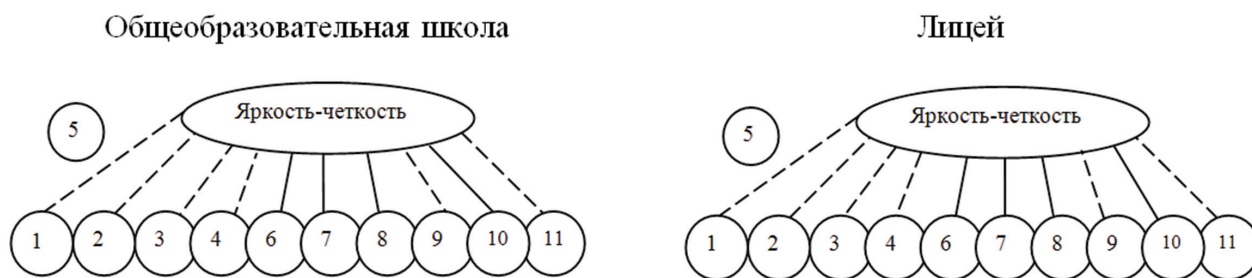 Общеобразовательная школа
Яркость-четкость
5
1 2 3 4 6 7 8 9 10 11
Лицей
Яркость-четкость
5
1 2 3 4 6 7 8 9 10 11